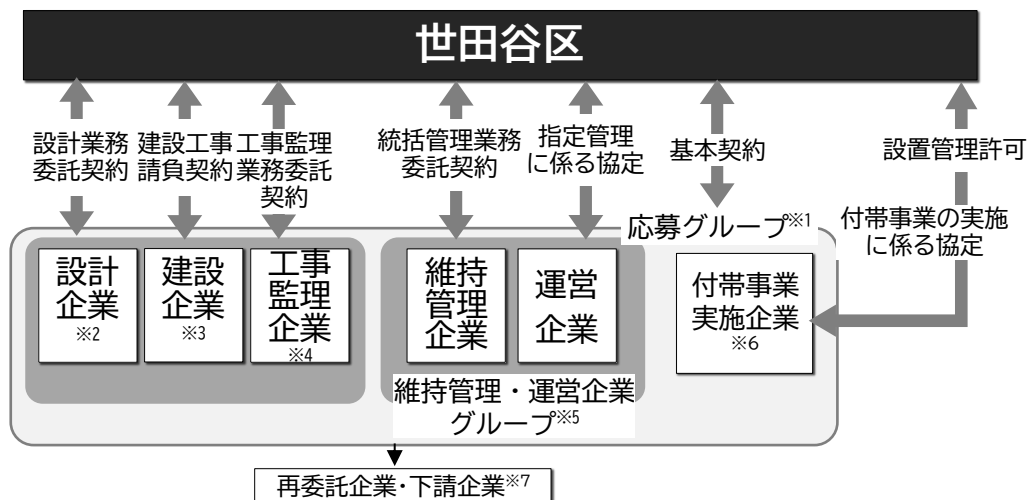 世田谷区
設計業務
委託契約
建設工事
請負契約
工事監理
業務委託
契約
統括管理業務
委託契約
指定管理
に係る協定
基本契約
設置管理許可
付帯事業の実施
に係る協定
応募グループ※1
設計
企業
※2
建設
企業
※3
工事
監理
企業
※4
維持
管理
企業
運営
企業
付帯事業
実施企業
※6
維持管理・運営企業
グループ※5
再委託企業・下請企業※7